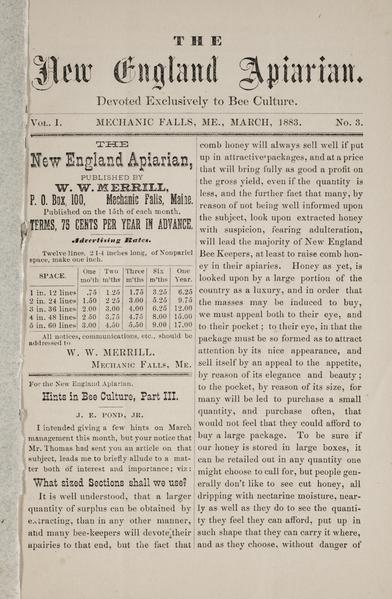 THE
New England Apiarian.
Devoted Exclusively to Bee Culture.
VOL. I. MECHANIC FALLS, ME., MARCH, 1883. No. 3.
THE
New England Apiarian,
PUBLISHED BY
W. W. MERRILL,
P. O. Box, 100, Mechanic Falls, Maine.
Published on the 15th of each month.
TERMS, 75 CENTS PER YEAR IN ADVANCE.
Advertising Rates.
Twelve lines, 2 1-4 inches long, of Nonpariel
space, make one inch.
SPACE. One mo'th Two m'ths Three m'ths Six m'ths One Year.
1 in. 12 lines .75 1 25 1.75 3.25 6.25
2 in. 24 lines 1.50 2 25 3.00 5.25 9.75
3 in. 36 lines 2.00 3.00 4.00 6.25 12.00
4 in. 48 lines 2.50 3.75 4.75 8.00 15.00
5 in. 60 lines 3.00 4.50 5.50 9.00 17.00
All notices, communications, etc., should be
addressed to
W. W. MERRILL.
MECHANIC FALLS, ME.
For the New England Apiarian.
Hints in Bee Culture, Part III.
J. E. POND, JR.
I intended giving a few hints on March
management this month, but your notice that
Mr. Thomas had sent you an article on that
subject, leads me to briefly allude to a mat-
ter both of interest and importance; viz:
What sized Sections shall we use?
It is well understood, that a larger
quantity of surplus can be obtained by
extracting, than in any other manner,
and many bee-keepers will devote their
apairies to that end, but the fact that
comb honey will always sell well if put
up in attractive packages, and at a price
that will bring fully as good a profit on
the gross yield, even if the quantity is
less, and the further fact that many, by
reason of not being well informed upon
the subject, look upon extracted honey
with suspicion, fearing adulteration,
will lead the majority of New England
Bee Keepers, at least to raise comb hon-
ey in their apiaries. Honey as yet, is
looked upon by a large portion of the
country as a luxury, and in order that
the masses may be induced to buy,
we must appeal both to their eye, and
to their pocket; to their eye, in that the
package must be so formed as to attract
attention by its nice appearance, and
sell itself by an appeal to the appetite,
by reason of its elegance and beauty;
to the pocket, by reason of its size, for
many will be led to purchase a small
quantity, and purchase often, that
would not feel that they could afford to
buy a large package. To be sure if
our honey is stored in large boxes, it
can be retailed out in any quantity one
might choose to call for, but people gen-
erally don't like to see cut honey, all
dripping with nectarine moisture, near-
ly as well as they do to see the quanti-
ty they feel they can afford, put up in
such shape that they can carry it where,
and as they choose, without danger of